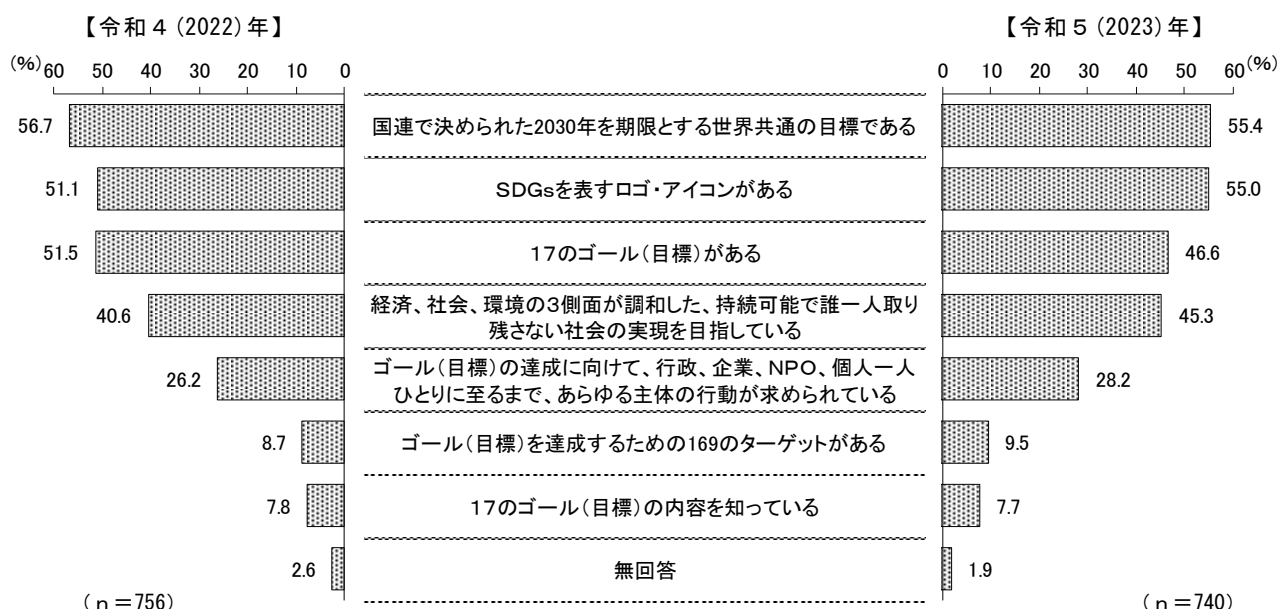 【令和４(2022)年】
【令和５(2023)年】
(%)
60 50 40 30 20 10 0
0 10 20 30 40 50 60
(%)
56.7 国連で決められた2030年を期限とする世界共通の目標である 55.4
51.1 SDGsを表すロゴ・アイコンがある 55.0
51.5 17のゴール(目標)がある 46.6
経済、社会、環境の3側面が調和した、持続可能で誰一人取り
40.6 残さない社会の実現を目指している 45.3
ゴール(目標)の達成に向けて、行政、企業、NPO、個人一人
26.2 ひとりに至るまで、あらゆる主体の行動が求められている 28.2
8.7 ゴール(目標)を達成するための169のターゲットがある 9.5
7.8 17のゴール(目標)の内容を知っている 7.7
2.6 無回答 1.9
(ｎ＝756)
(ｎ＝740)